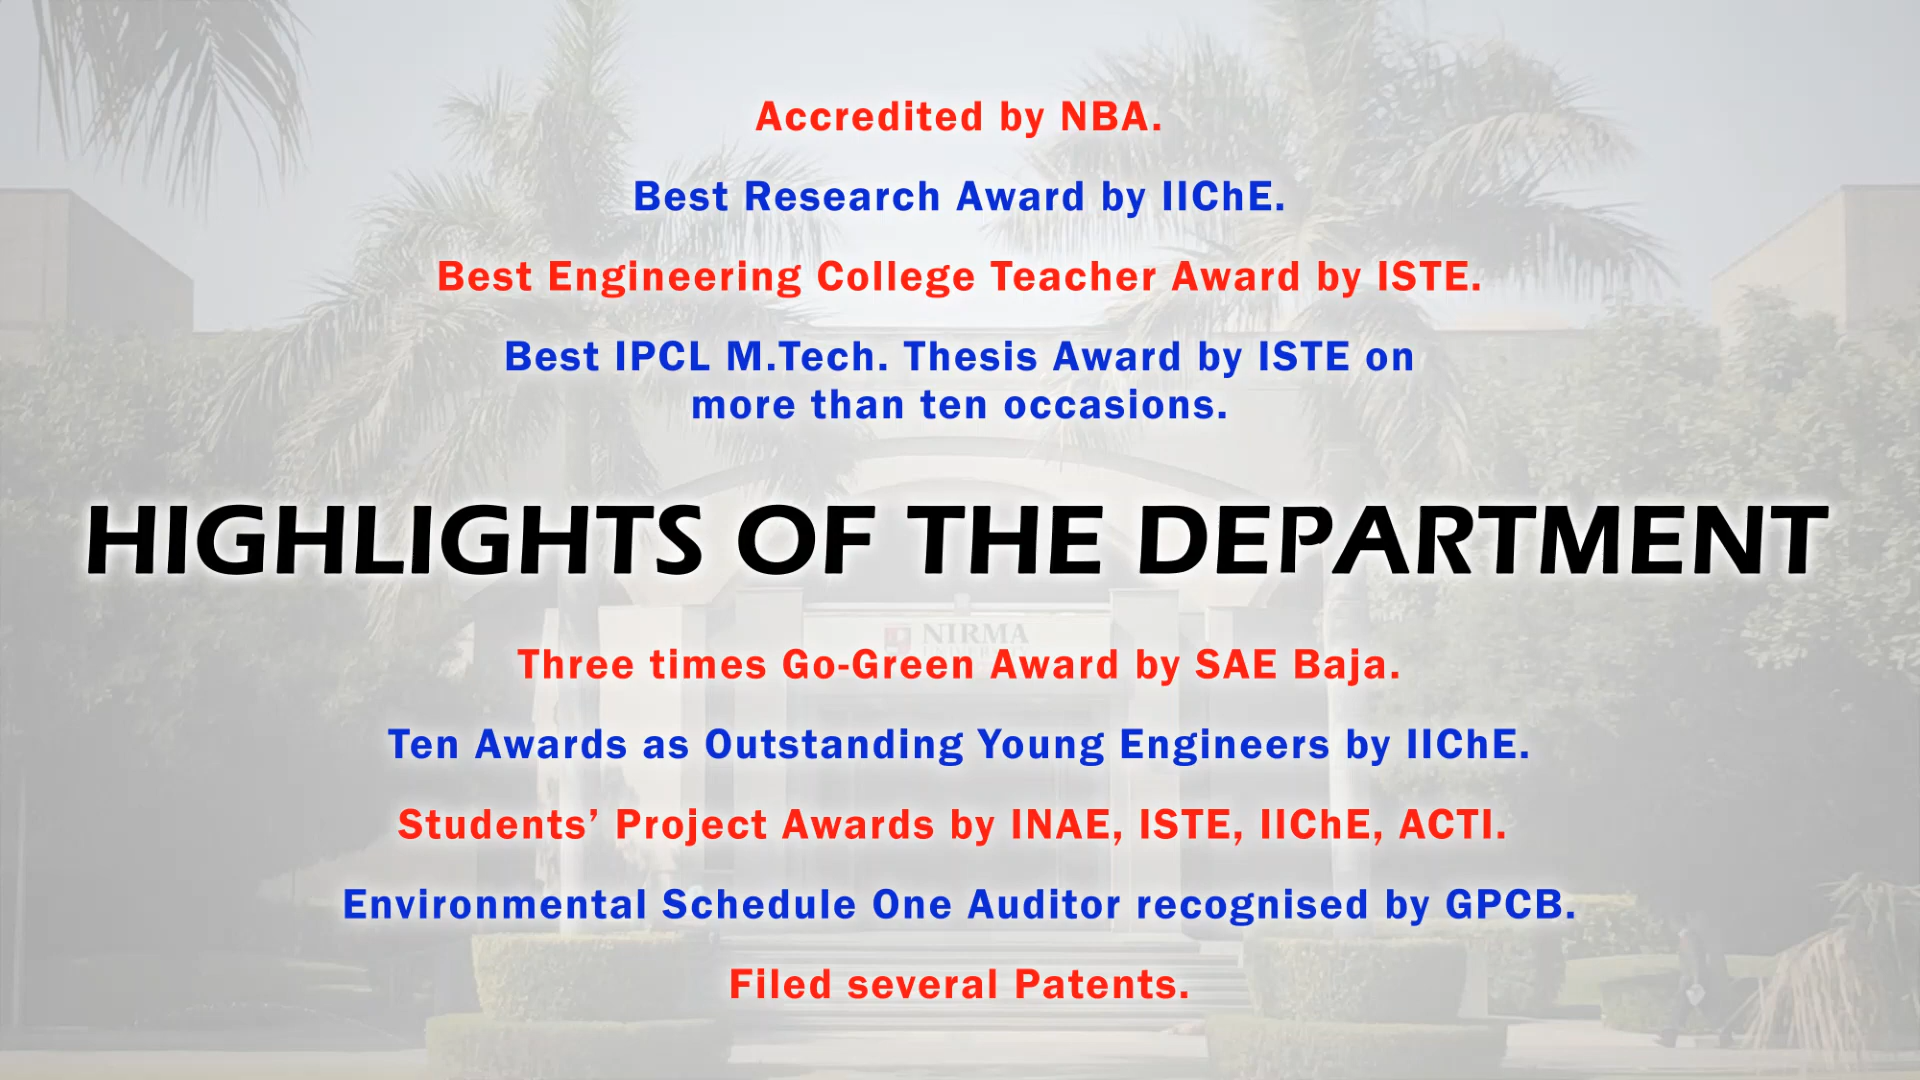 Accredited by NBA.
Best Research Award by IIChE.
Best Engineering College Teacher Award by ISTE.
Best IPCL M.Tech. Thesis Award by ISTE on
more than ten occasions.
HIGHLIGHTS OF THE DEPARTMENT
NIRMA
UNIVERSITY
Three times Go-Green Award by SAE Baja.
Ten Awards as Outstanding Young Engineers by IIChE.
Students’ Project Awards by INAE, ISTE, IIChE, ACTI.
Environmental Schedule One Auditor recognised by GPCB.
Filed several Patents.